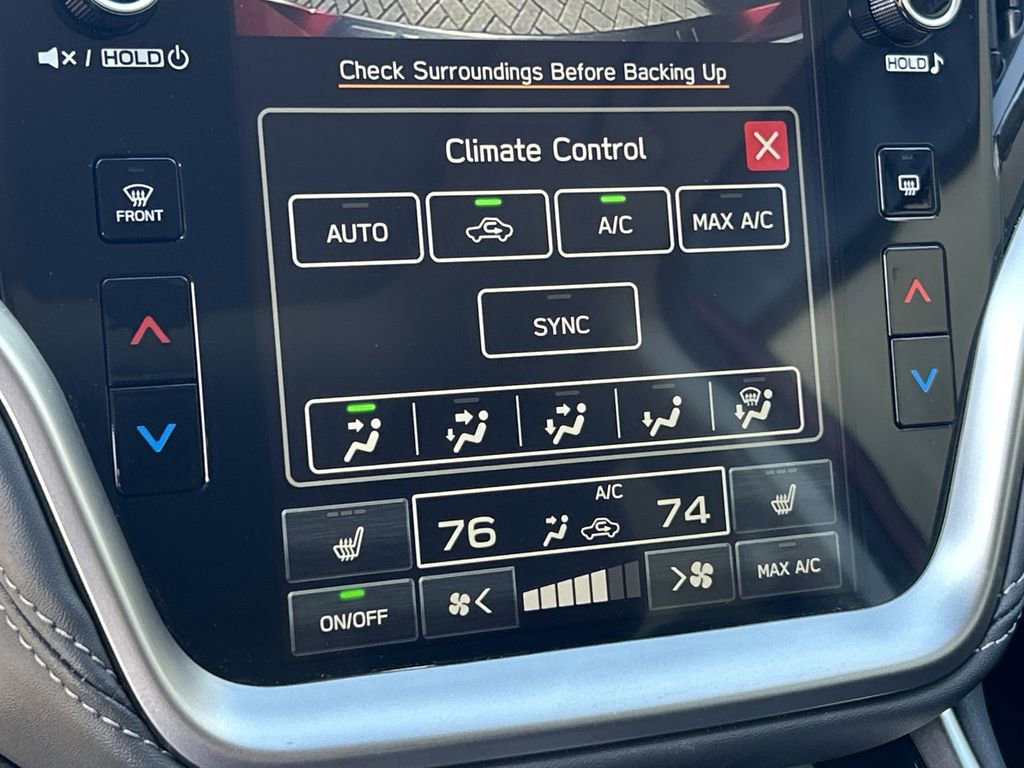 / HOLD
HOLD
Check Surroundings Before Backing Up
Climate Control
FRONT
AUTO
A/C
MAX A/C
SYNC
A/C
76
74
ON/OFF
MAX A/C